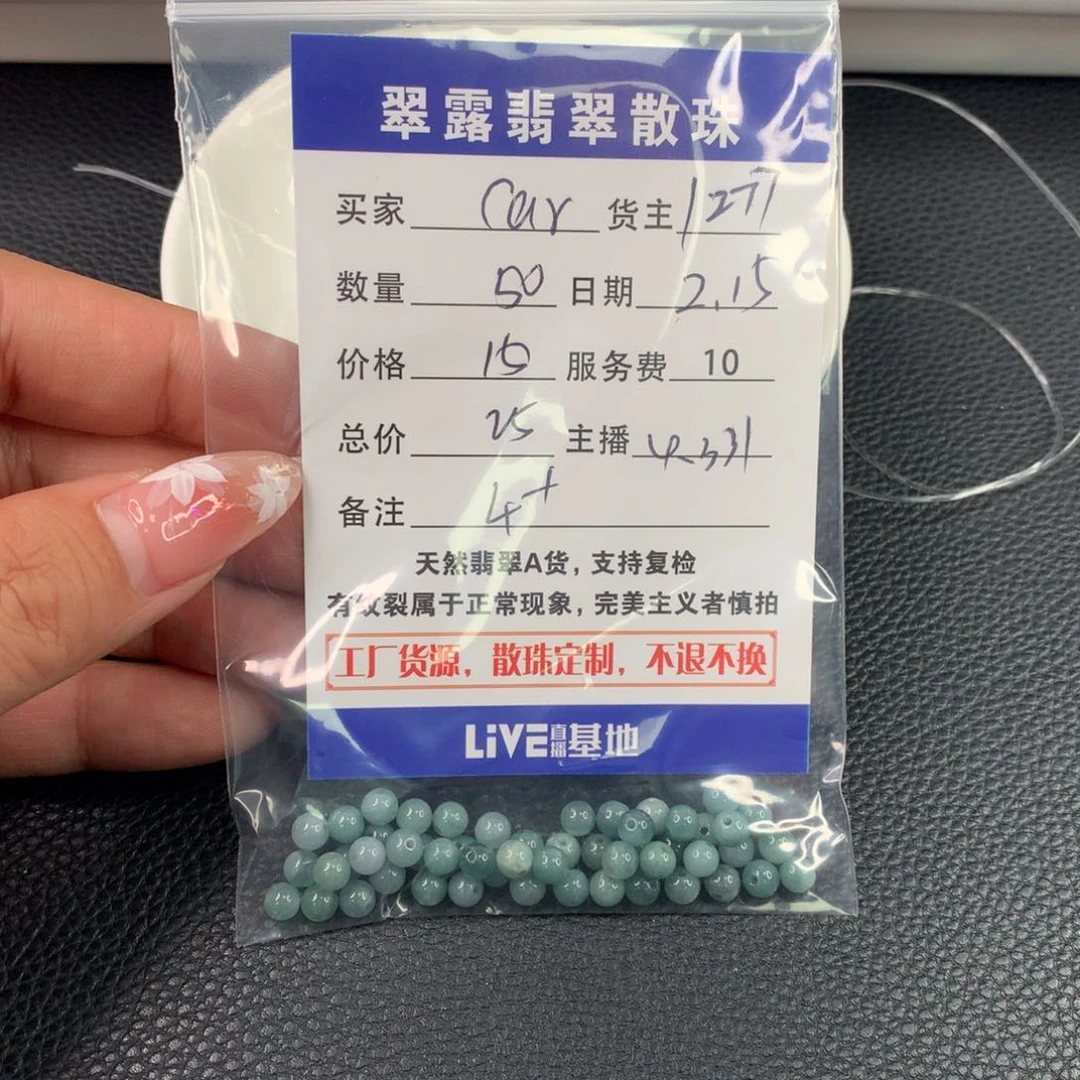 翠露翡翠散珠
买家 Car 货主 1277
数量 50 日期 2.15
价格 15 服务费 10
总价 25 主播
备注 4+
天然翡翠A货，支持复检
有纹裂属于正常现象，完美主义者慎拍
工厂货源，散珠定制，不退不换
LiVE直播基地